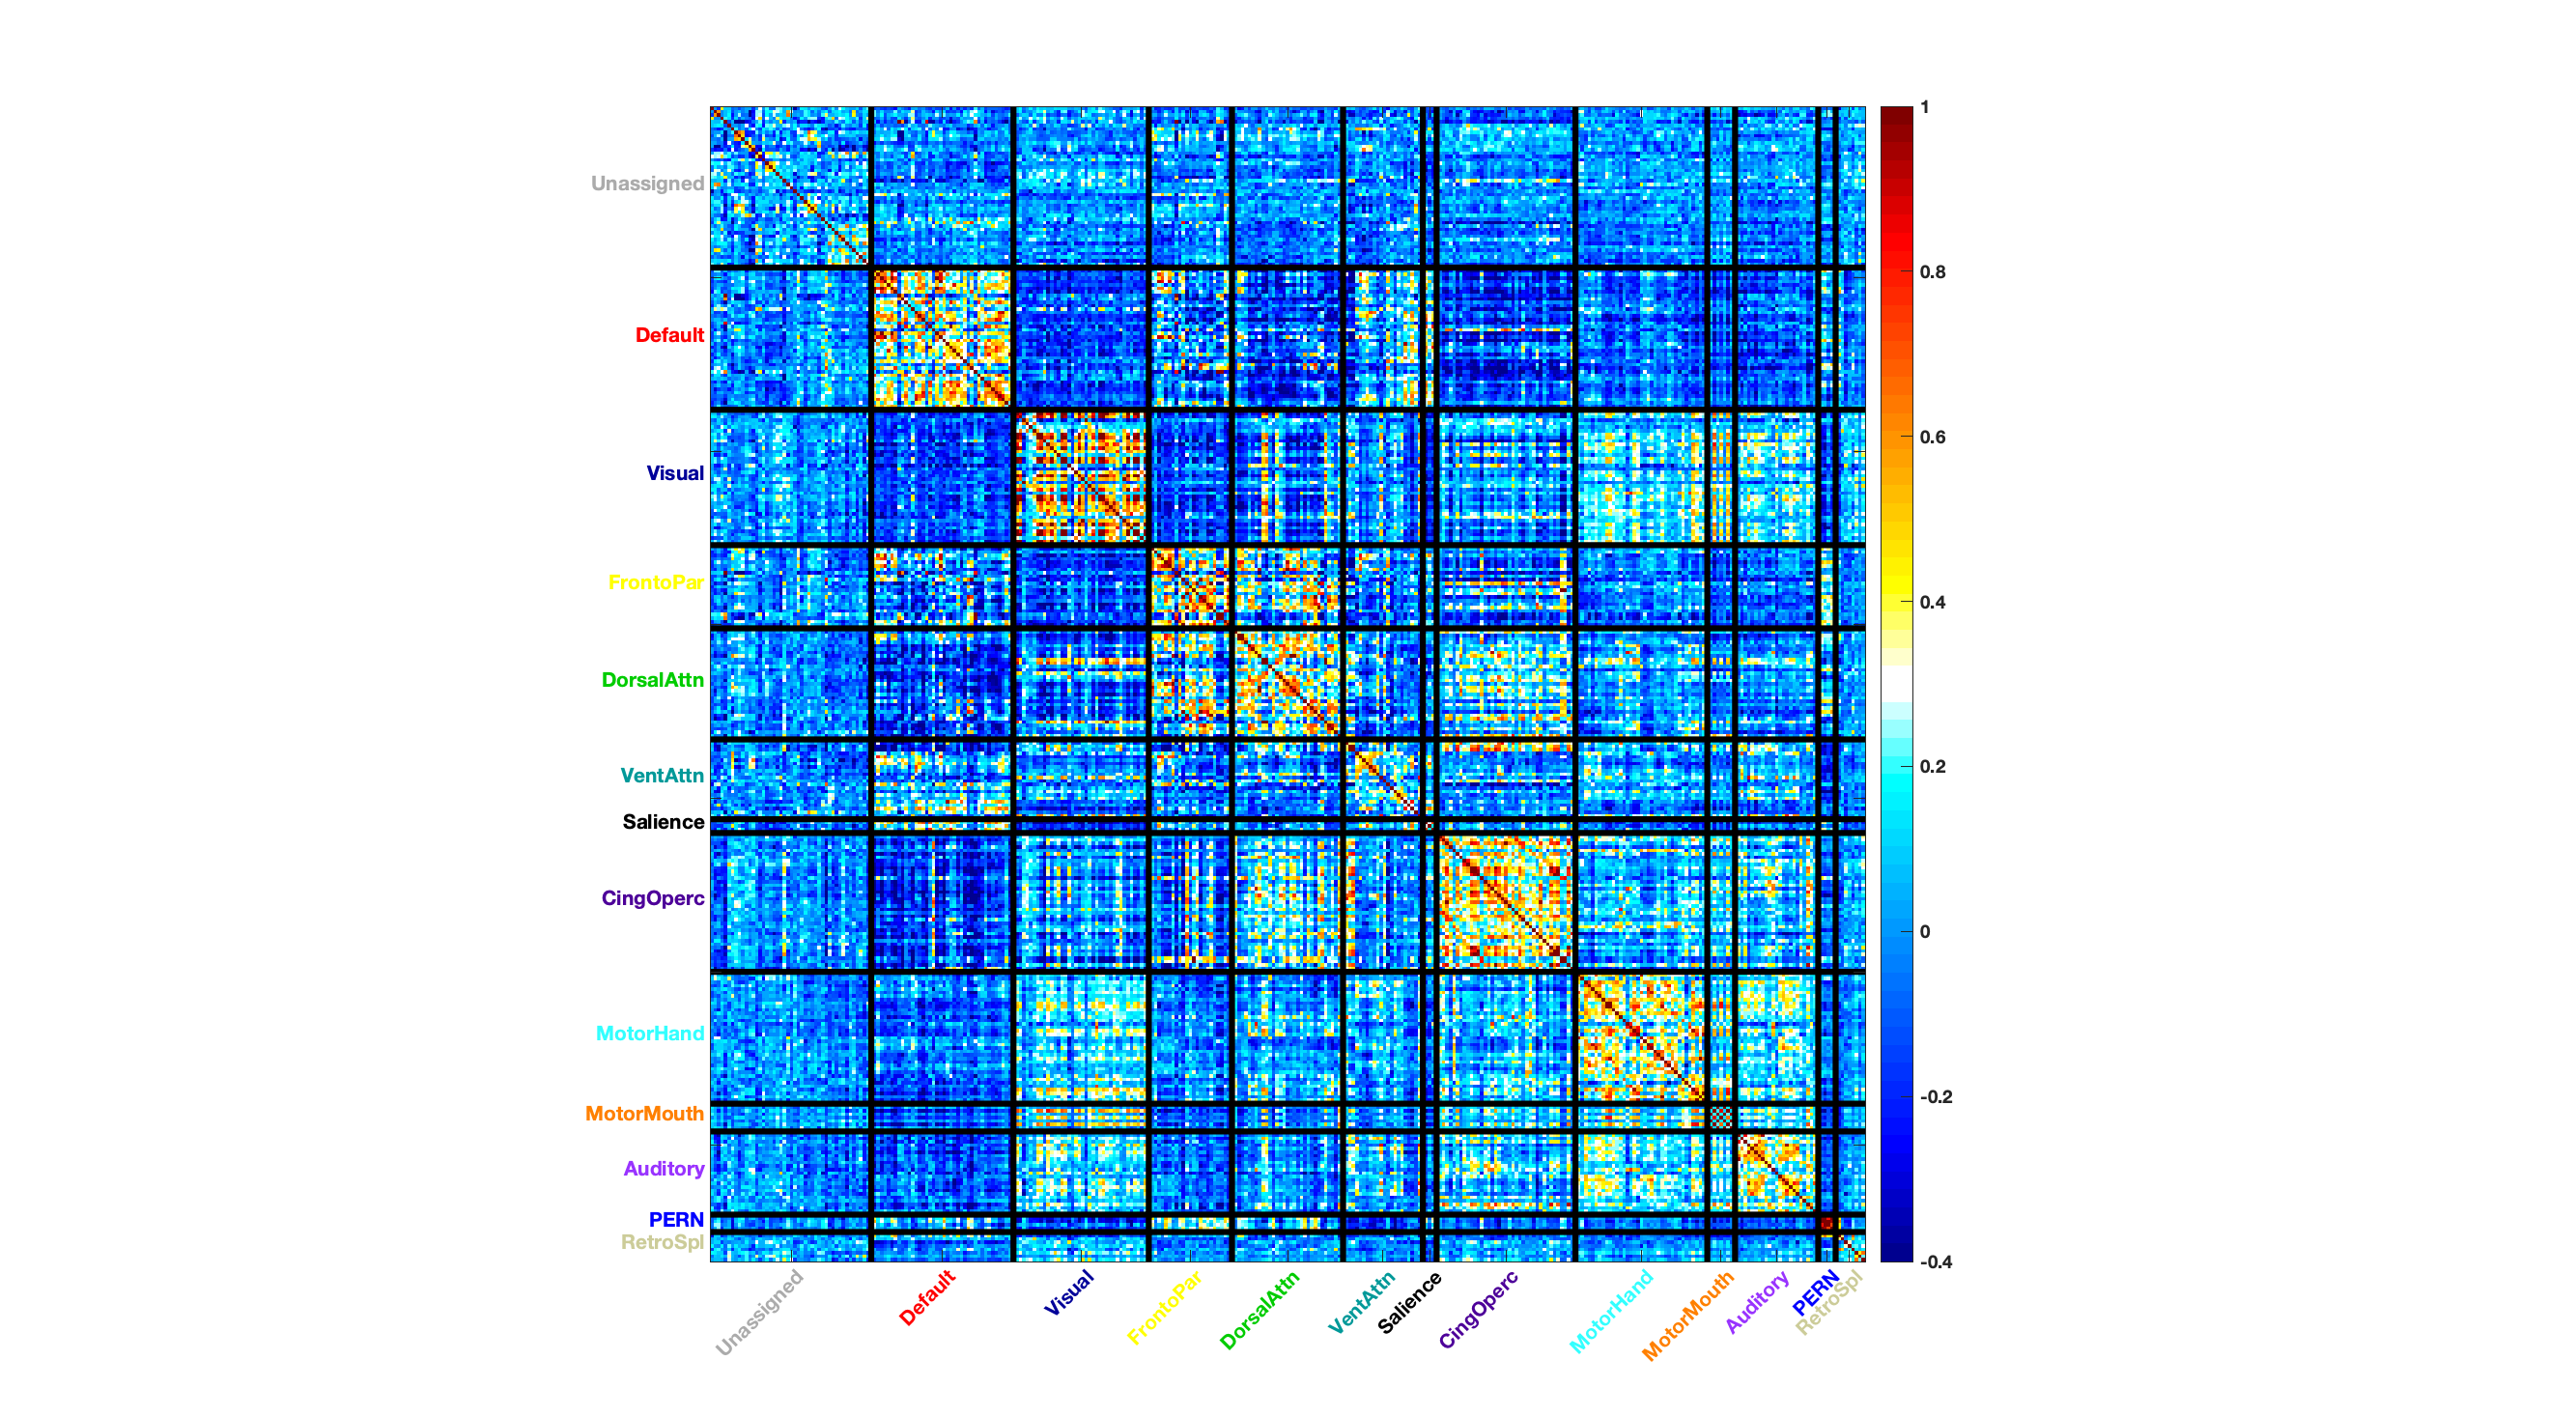 Unassigned
Default
Visual
FrontoPar
DorsalAttn
VentAttn
Salience
CingOperc
MotorHand
MotorMouth
Auditory
PERN
RetroSpl
1
0.8
0.6
0.4
0.2
0
-0.2
-0.4
Unassigned
Default
Visual
FrontoPar
DorsalAttn
VentAttn
Salience
CingOperc
MotorHand
MotorMouth
Auditory
PERN
RetroSpl